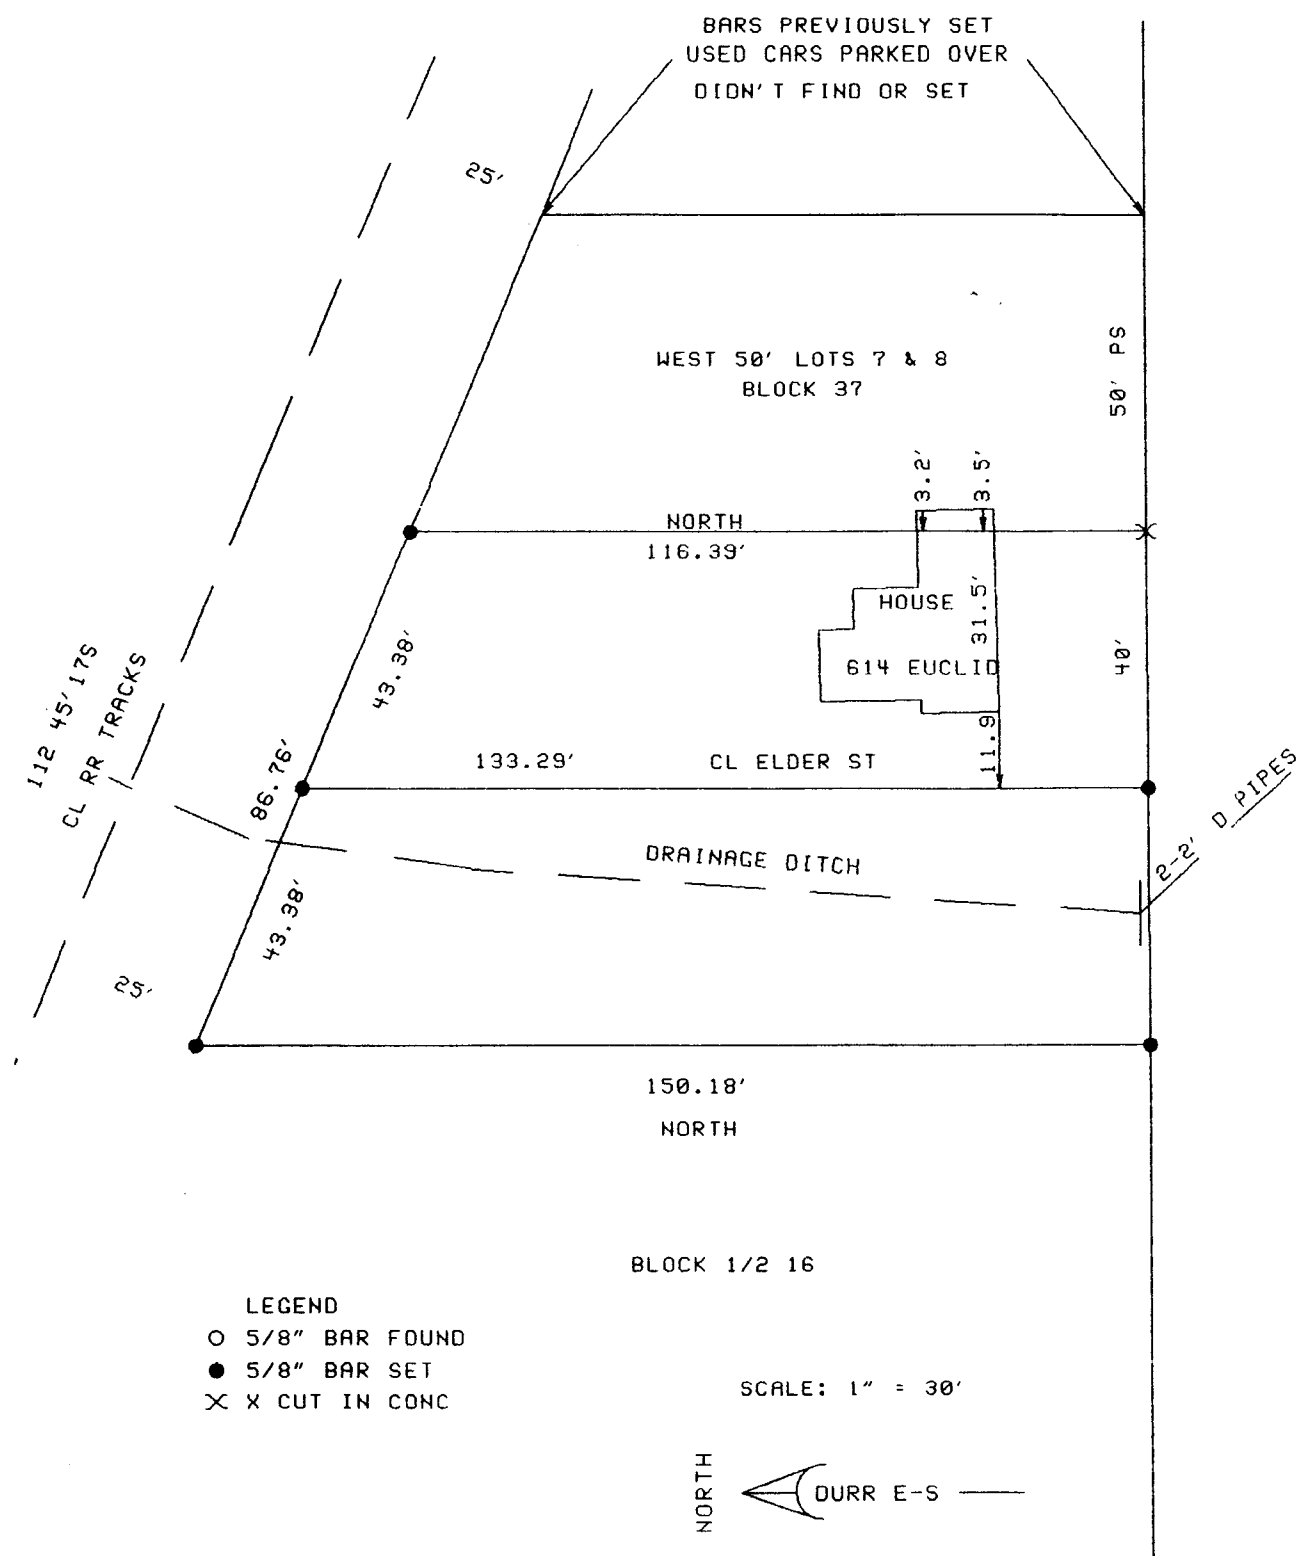 BARS PREVIOUSLY SET
USED CARS PARKED OVER
DIDN'T FIND OR SET
25'
WEST 50' LOTS 7 & 8
BLOCK 37
50' PS
3.2'
3.5'
NORTH
116.39'
HOUSE
31.5'
614 EUCLID
40'
43.38'
112 45'17S
CL RR TRACKS
86.76'
133.29'
CL ELDER ST
11.9
2-2' D PIPES
DRAINAGE DITCH
43.38'
25'
150.18'
NORTH
BLOCK 1/2 16
LEGEND
5/8" BAR FOUND
5/8" BAR SET
X CUT IN CONC
SCALE: 1" = 30'
NORTH
DURR E-S